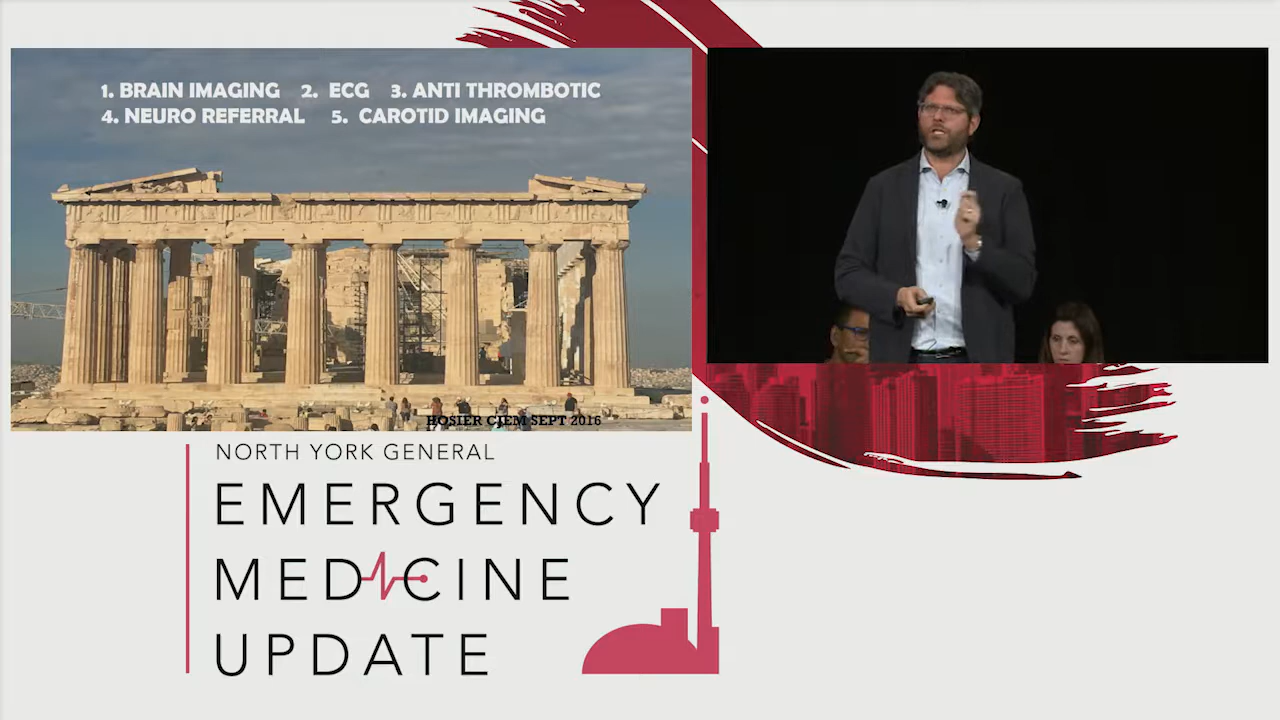 1. BRAIN IMAGING 2. ECG 3. ANTI THROMBOTIC
4. NEURO REFERRAL 5. CAROTID IMAGING
HOSIER CJEM SEPT 2016
NORTH YORK GENERAL
EMERGENCY
MEDICINE
UPDATE